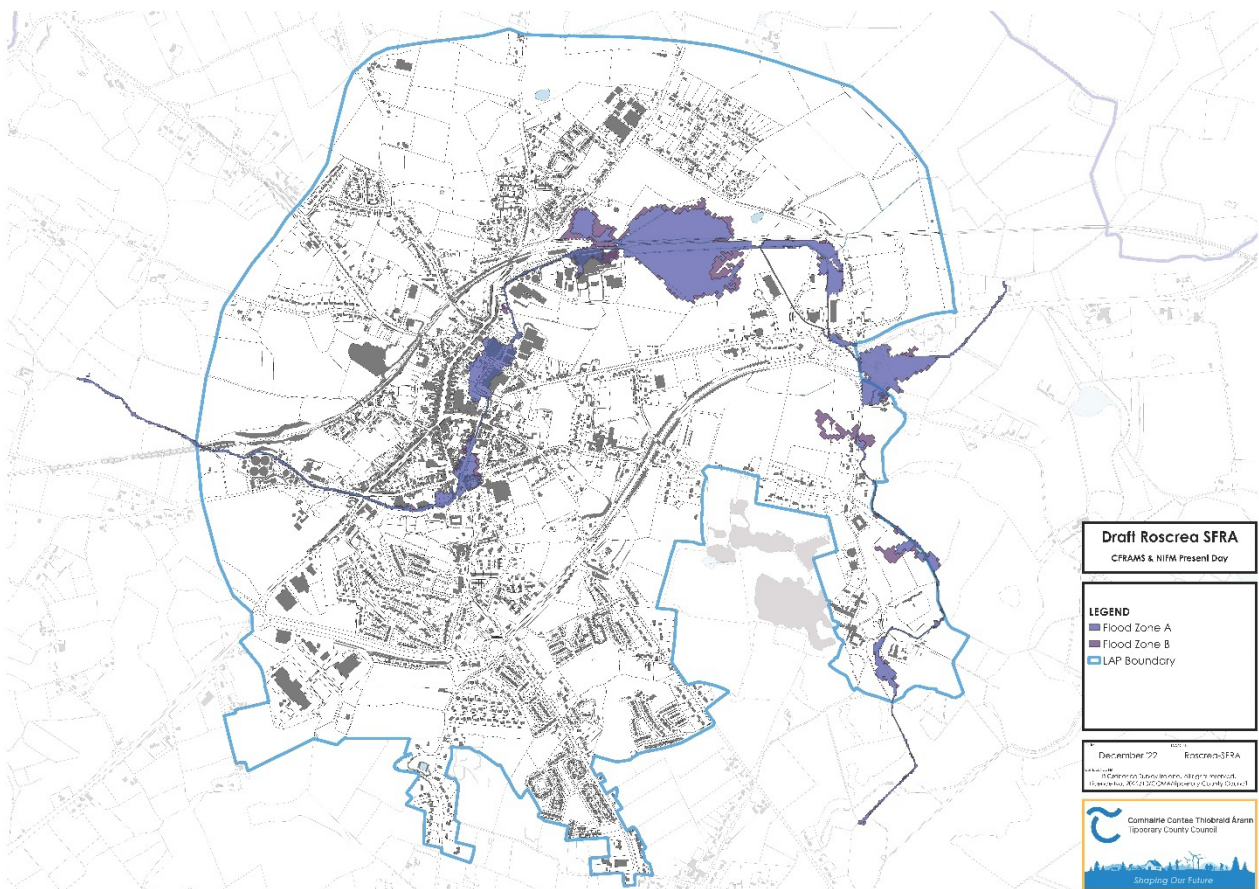 Draft Roscrea SFRA
CFRAMS & NIFM Present Day
LEGEND
Flood Zone A
Flood Zone B
LAP Boundary
December '22
Roscrea-SFRA
Comhairle Contae Thiobraid Árann
Tipperary County Council
Shaping Our Future